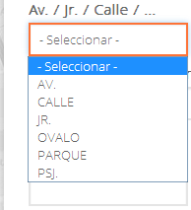 Av. / Jr. / Calle / ...
- Seleccionar -
- Seleccionar -
AV.
CALLE
JR.
OVALO
PARQUE
PSJ.